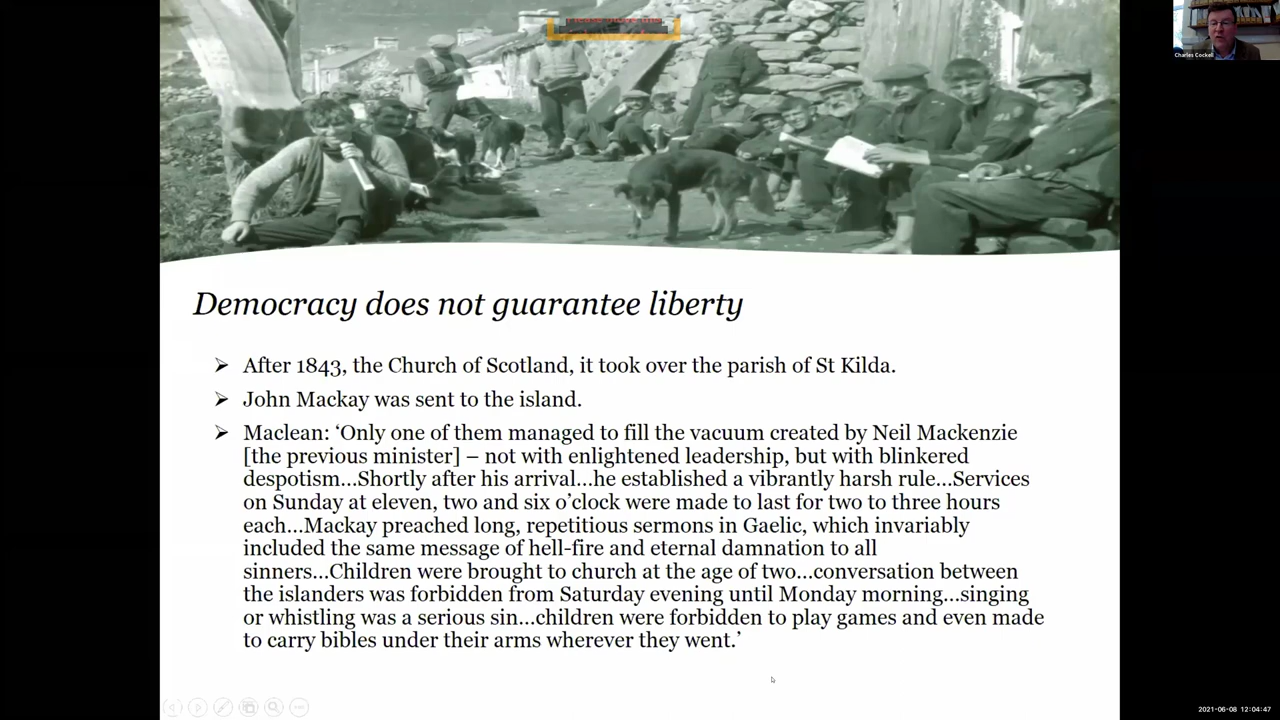 Charles Cockell
Democracy does not guarantee liberty
➢ After 1843, the Church of Scotland, it took over the parish of St Kilda.
➢ John Mackay was sent to the island.
➢ Maclean: ‘Only one of them managed to fill the vacuum created by Neil Mackenzie
[the previous minister] – not with enlightened leadership, but with blinkered
despotism…Shortly after his arrival…he established a vibrantly harsh rule…Services
on Sunday at eleven, two and six o’clock were made to last for two to three hours
each…Mackay preached long, repetitious sermons in Gaelic, which invariably
included the same message of hell-fire and eternal damnation to all
sinners…Children were brought to church at the age of two…conversation between
the islanders was forbidden from Saturday evening until Monday morning…singing
or whistling was a serious sin…children were forbidden to play games and even made
to carry bibles under their arms wherever they went.’
2021-06-08 12:04:47